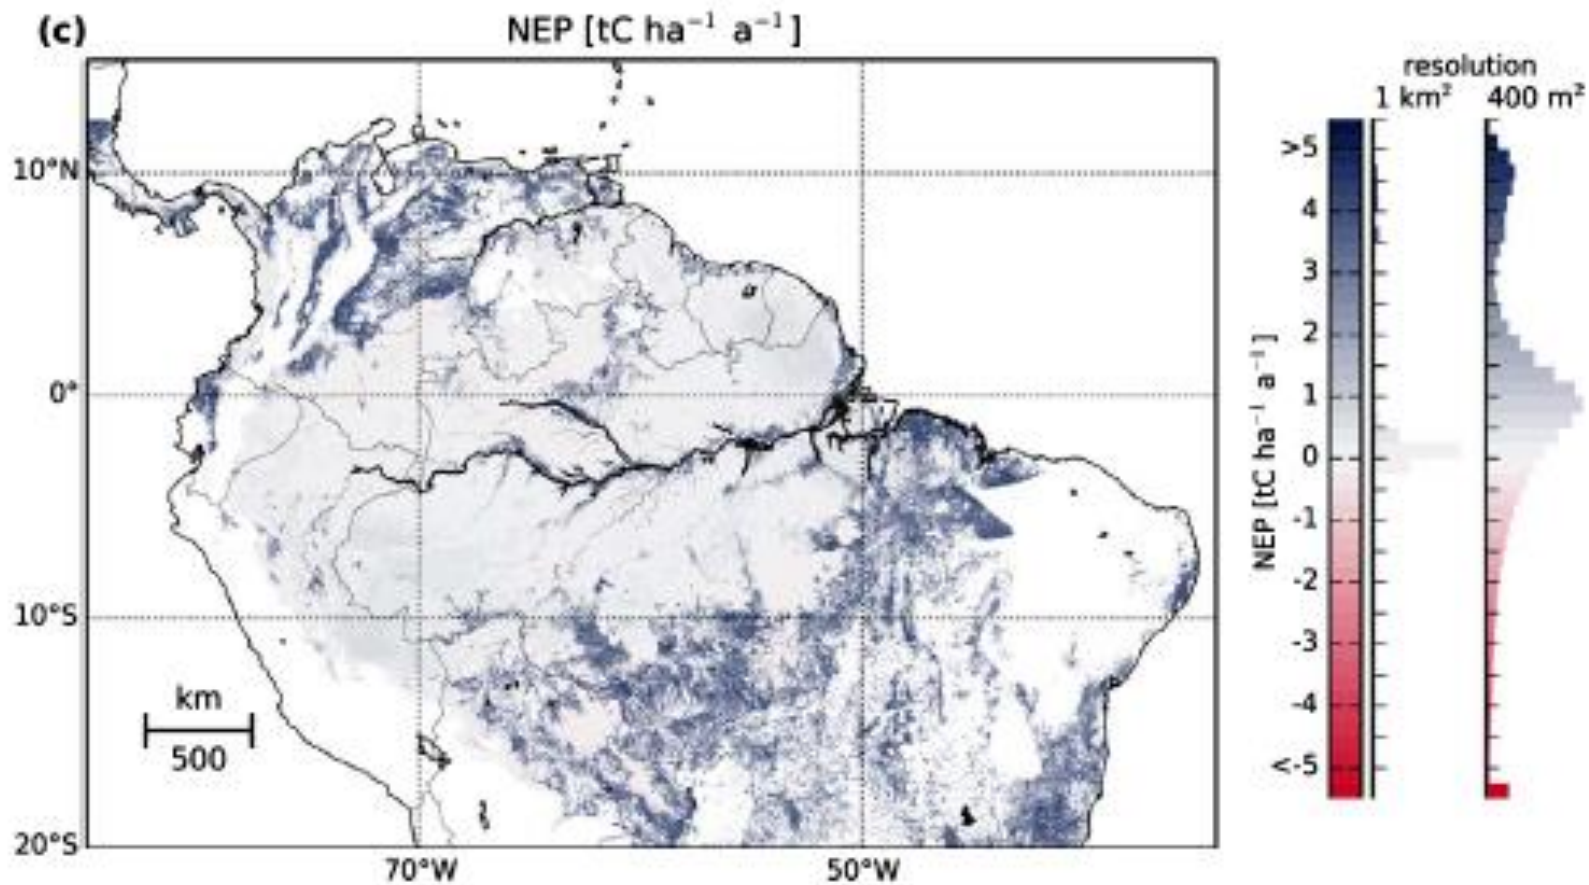 (c)
NEP [tC ha⁻¹ a⁻¹]
10°N
0°
10°S
20°S
70°W
50°W
km
500
resolution
1 km²
400 m²
>5
4
3
2
1
0
-1
-2
-3
-4
<-5
NEP [tC ha⁻¹ a⁻¹]